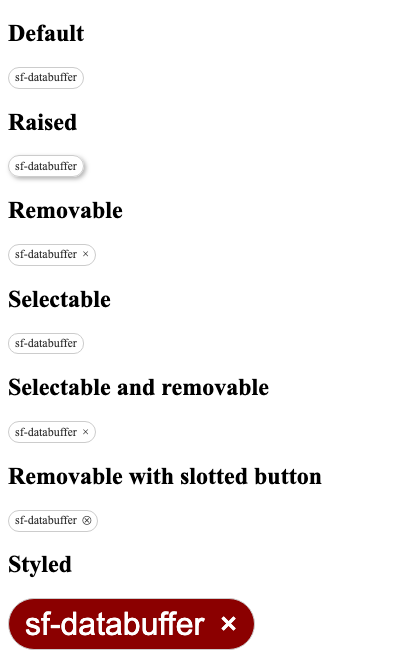 Default
sf-databuffer
Raised
sf-databuffer
Removable
sf-databuffer ×
Selectable
sf-databuffer
Selectable and removable
sf-databuffer ×
Removable with slotted button
sf-databuffer ⊗
Styled
sf-databuffer ×